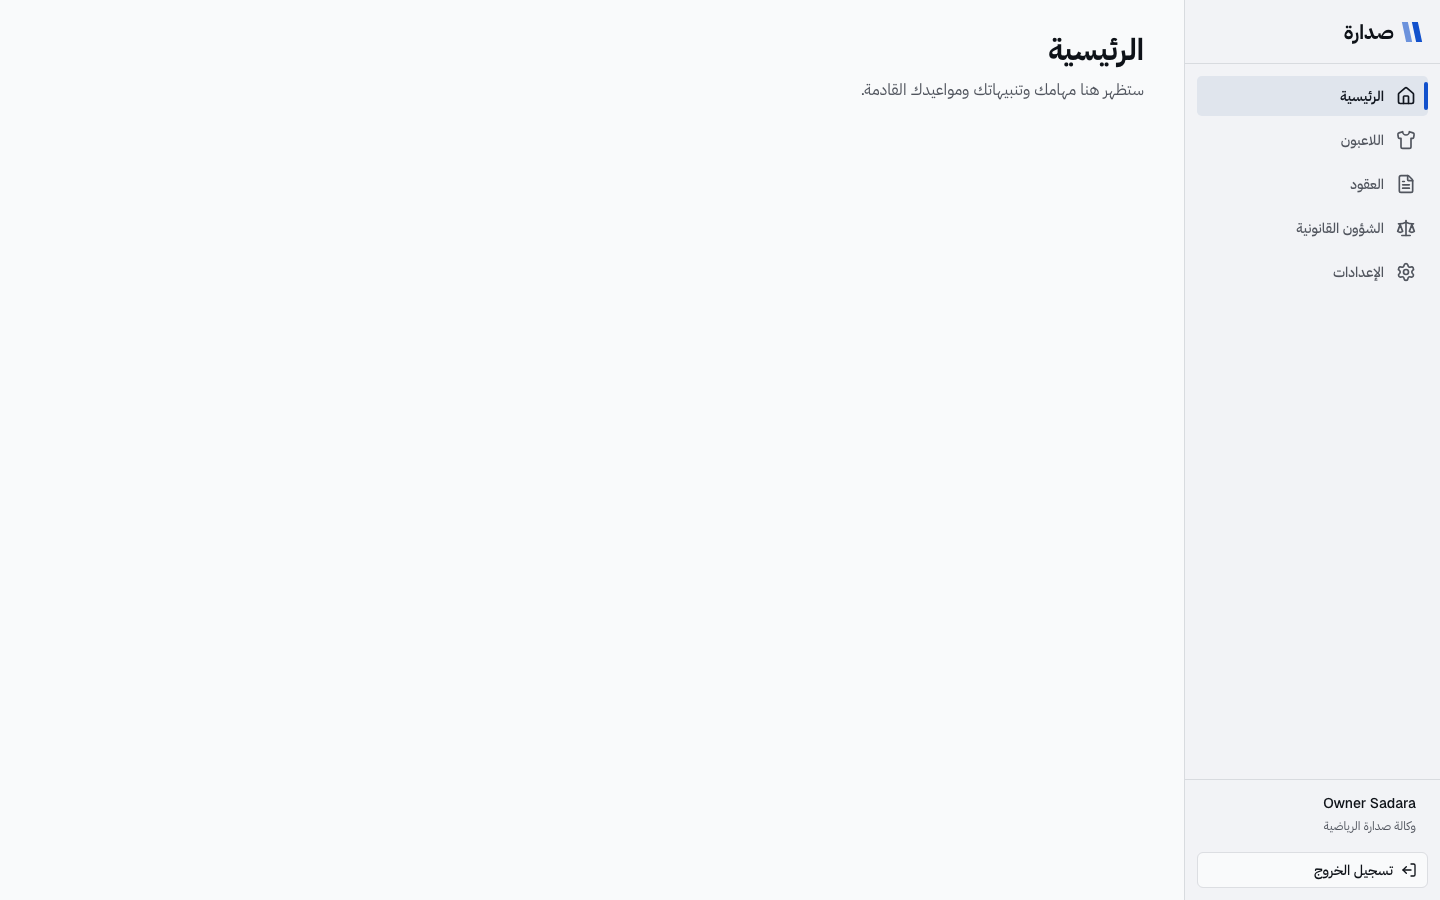 صدارة
الرئيسية
اللاعبون
العقود
الشؤون القانونية
الإعدادات
Owner Sadara
وكالة صدارة الرياضية
تسجيل الخروج
الرئيسية
ستظهر هنا مهامك وتنبيهاتك ومواعيدك القادمة.